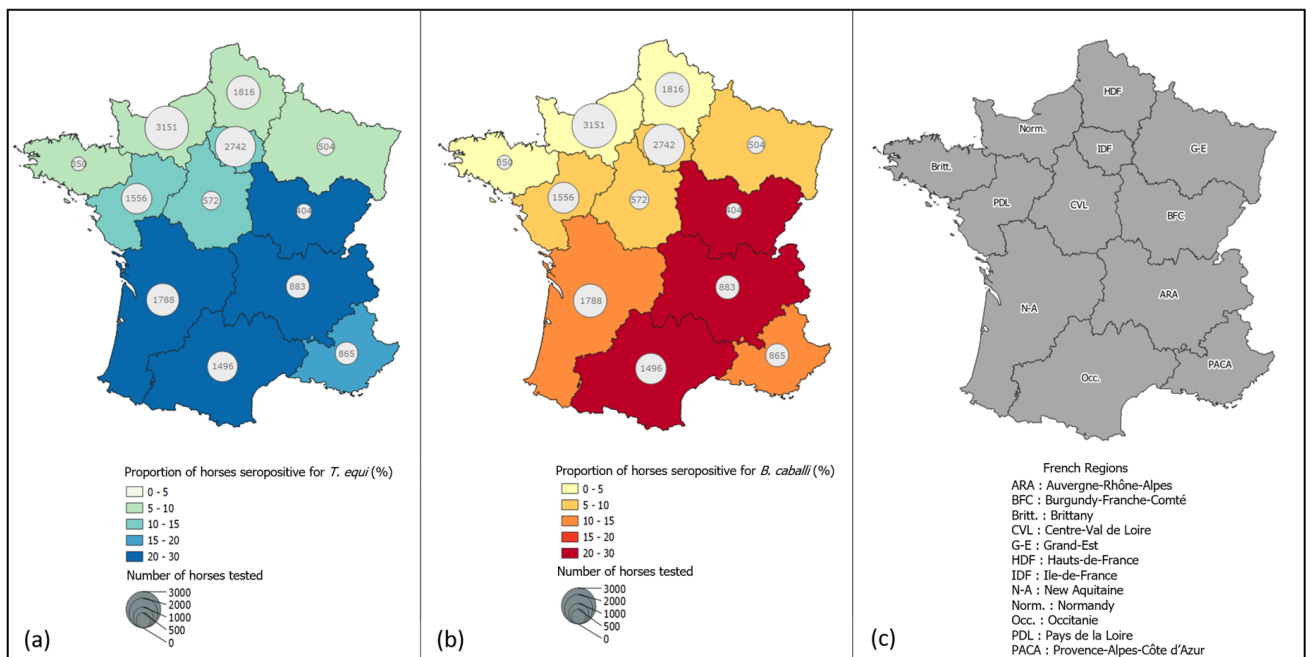 1816
3151
2742
504
350
1556
572
404
1788
883
1496
865
Proportion of horses seropositive for T. equi (%)
0 - 5
5 - 10
10 - 15
15 - 20
20 - 30
Number of horses tested
3000
2000
1000
500
0
(a)
1816
3151
2742
504
350
1556
572
404
1788
883
1496
865
Proportion of horses seropositive for B. caballi (%)
0 - 5
5 - 10
10 - 15
15 - 20
20 - 30
Number of horses tested
3000
2000
1000
500
0
(b)
HDF
Norm.
IDF
G-E
Britt.
PDL
CVL
BFC
N-A
ARA
PACA
Occ.
French Regions
ARA : Auvergne-Rhône-Alpes
BFC : Burgundy-Franche-Comté
Britt. : Brittany
CVL : Centre-Val de Loire
G-E : Grand-Est
HDF : Hauts-de-France
IDF : Ile-de-France
N-A : New Aquitaine
Norm. : Normandy
Occ. : Occitanie
PDL : Pays de la Loire
PACA : Provence-Alpes-Côte d'Azur
(c)